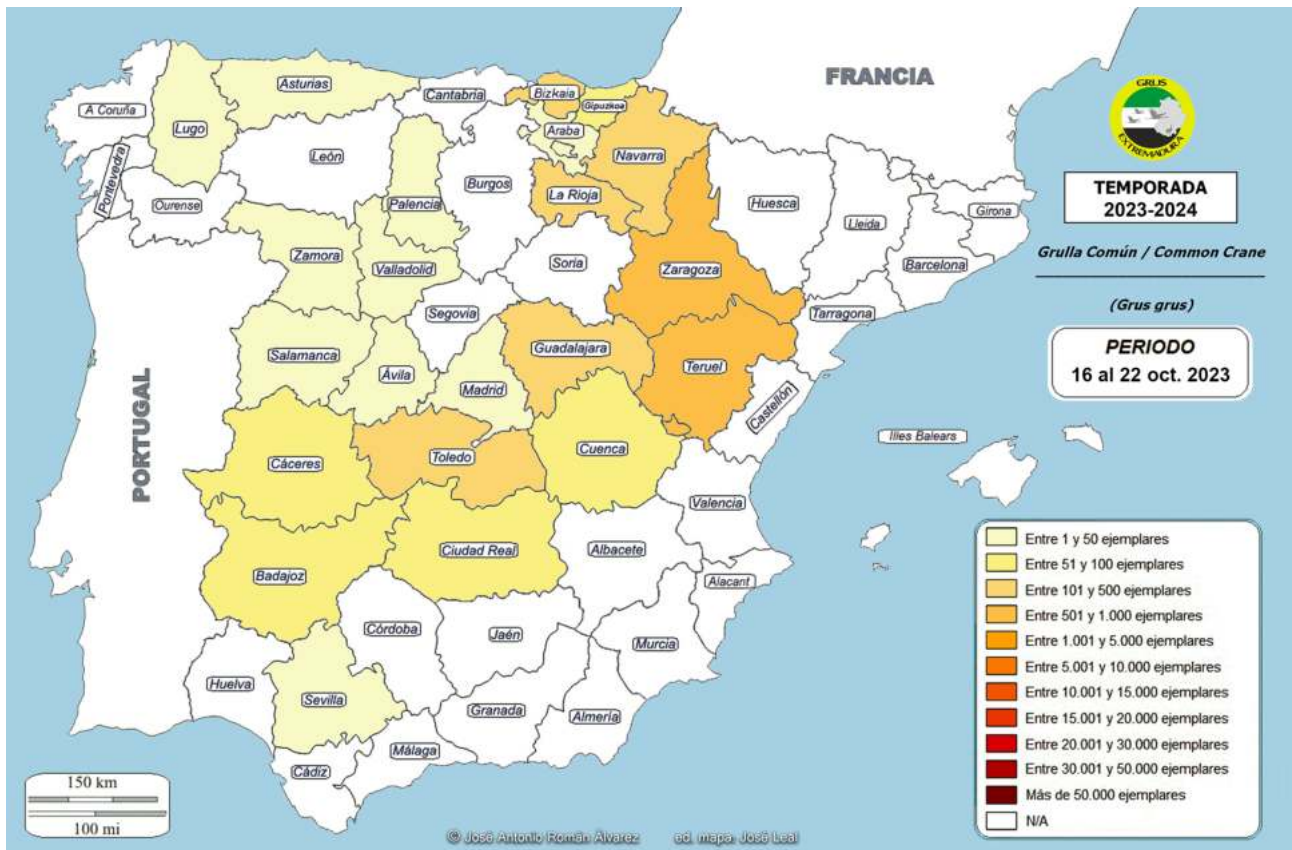 FRANCIA
GRUS
EXTREMADURA
TEMPORADA
2023-2024
Grulla Común / Common Crane
(Grus grus)
PERIODO
16 al 22 oct. 2023
A Coruña
Lugo
Asturias
Cantabria
Bizkaia
Gipuzkoa
Araba
Navarra
Pontevedra
Ourense
León
Palencia
Burgos
La Rioja
Huesca
Lleida
Girona
Barcelona
Tarragona
Zamora
Valladolid
Soria
Zaragoza
Segovia
Salamanca
Ávila
Madrid
Guadalajara
Teruel
Castellón
PORTUGAL
Cáceres
Toledo
Cuenca
Valencia
Illes Balears
Badajoz
Ciudad Real
Albacete
Alacant
Córdoba
Jaén
Murcia
Huelva
Sevilla
Granada
Almería
Málaga
Cádiz
Entre 1 y 50 ejemplares
Entre 51 y 100 ejemplares
Entre 101 y 500 ejemplares
Entre 501 y 1.000 ejemplares
Entre 1.001 y 5.000 ejemplares
Entre 5.001 y 10.000 ejemplares
Entre 10.001 y 15.000 ejemplares
Entre 15.001 y 20.000 ejemplares
Entre 20.001 y 30.000 ejemplares
Entre 30.001 y 50.000 ejemplares
Más de 50.000 ejemplares
N/A
150 km
100 mi
© José Antonio Román Álvarez ed. mapa: José Leal